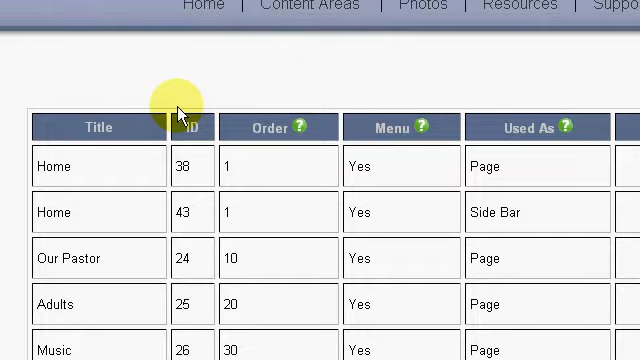 Home | Content Areas | Photos | Resources | Suppo
Title ID Order ? Menu ? Used As ?
Home 38 1 Yes Page
Home 43 1 Yes Side Bar
Our Pastor 24 10 Yes Page
Adults 25 20 Yes Page
Music 26 30 Yes Page